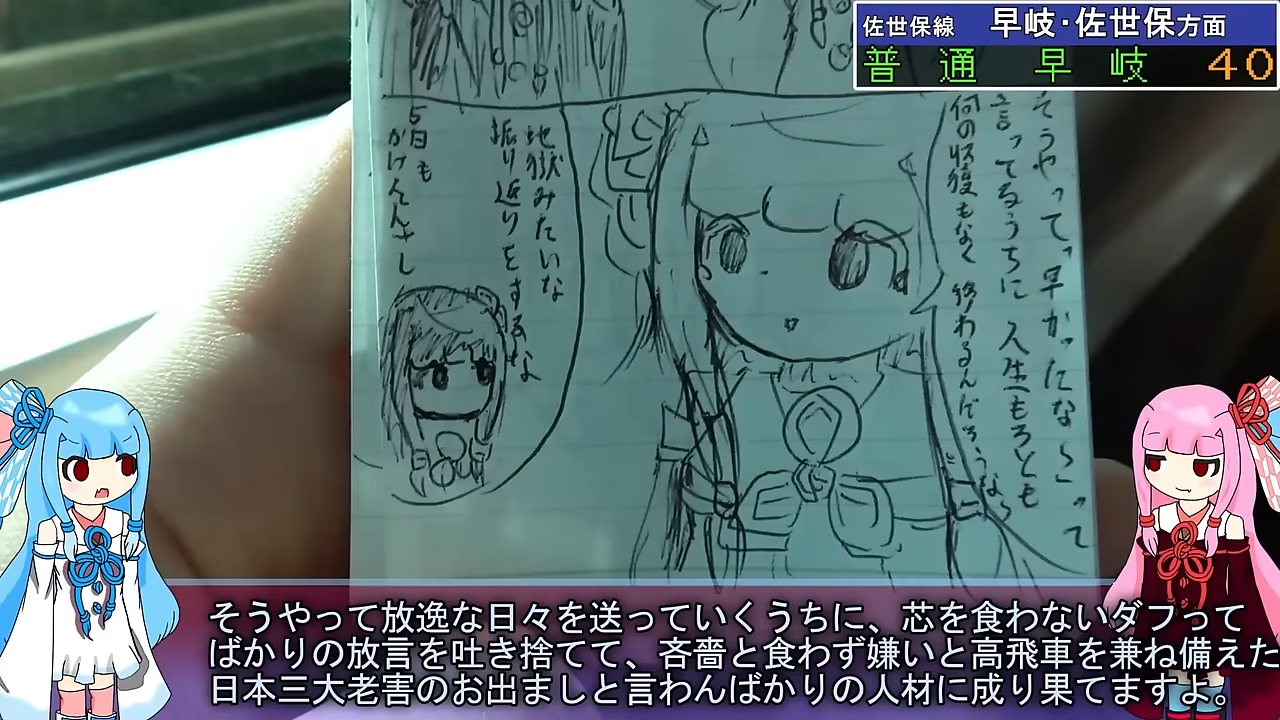 佐世保線 早岐･佐世保方面
普通 早岐 40
そうやって"早かったな〜"って
言ってるうちに人生もろとも
何の収獲もなく終わるんだろうなぁ
地獄みたいな
振り返りをするな
5日も
かけんなし
そうやって放逸な日々を送っていくうちに、芯を食わないダフって
ばかりの放言を吐き捨てて、吝嗇と食わず嫌いと高飛車を兼ね備えた
日本三大老害のお出ましと言わんばかりの人材に成り果てますよ。